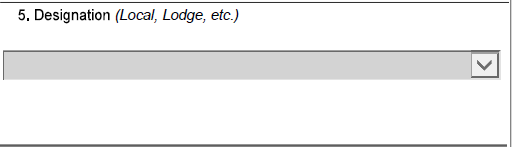 5. Designation (Local, Lodge, etc.)